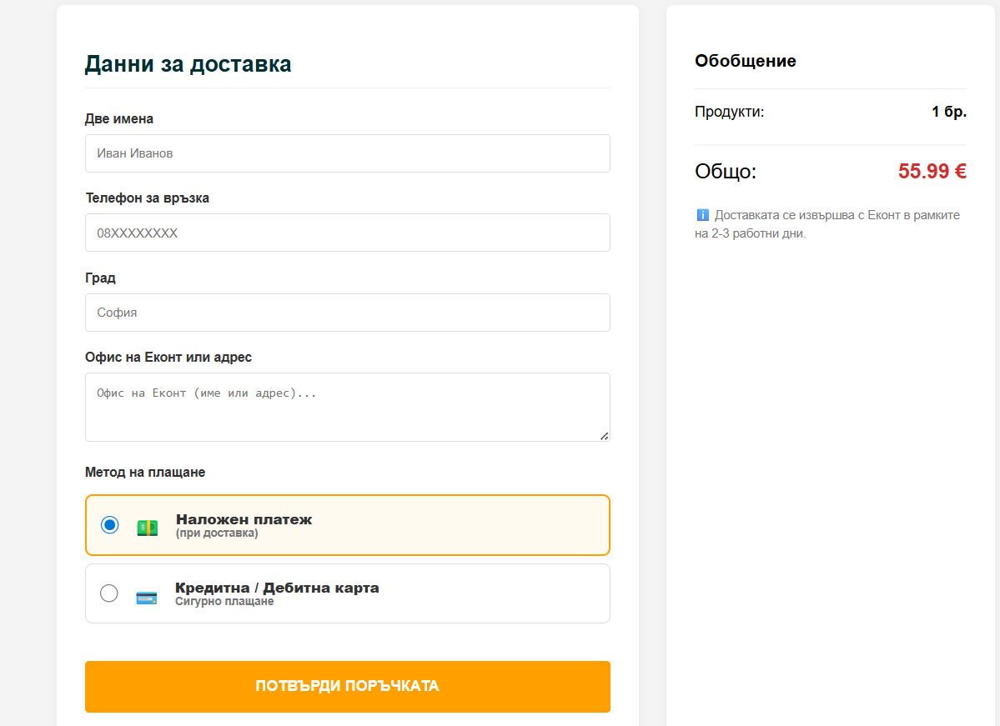 Данни за доставка
Две имена
Иван Иванов
Телефон за връзка
08XXXXXXXX
Град
София
Офис на Еконт или адрес
Офис на Еконт (име или адрес)...
Метод на плащане
Наложен платеж
(при доставка)
Кредитна / Дебитна карта
Сигурно плащане
ПОТВЪРДИ ПОРЪЧКАТА
Обобщение
Продукти: 1 бр.
Общо: 55.99 €
ℹ️ Доставката се извършва с Еконт в рамките
на 2-3 работни дни.